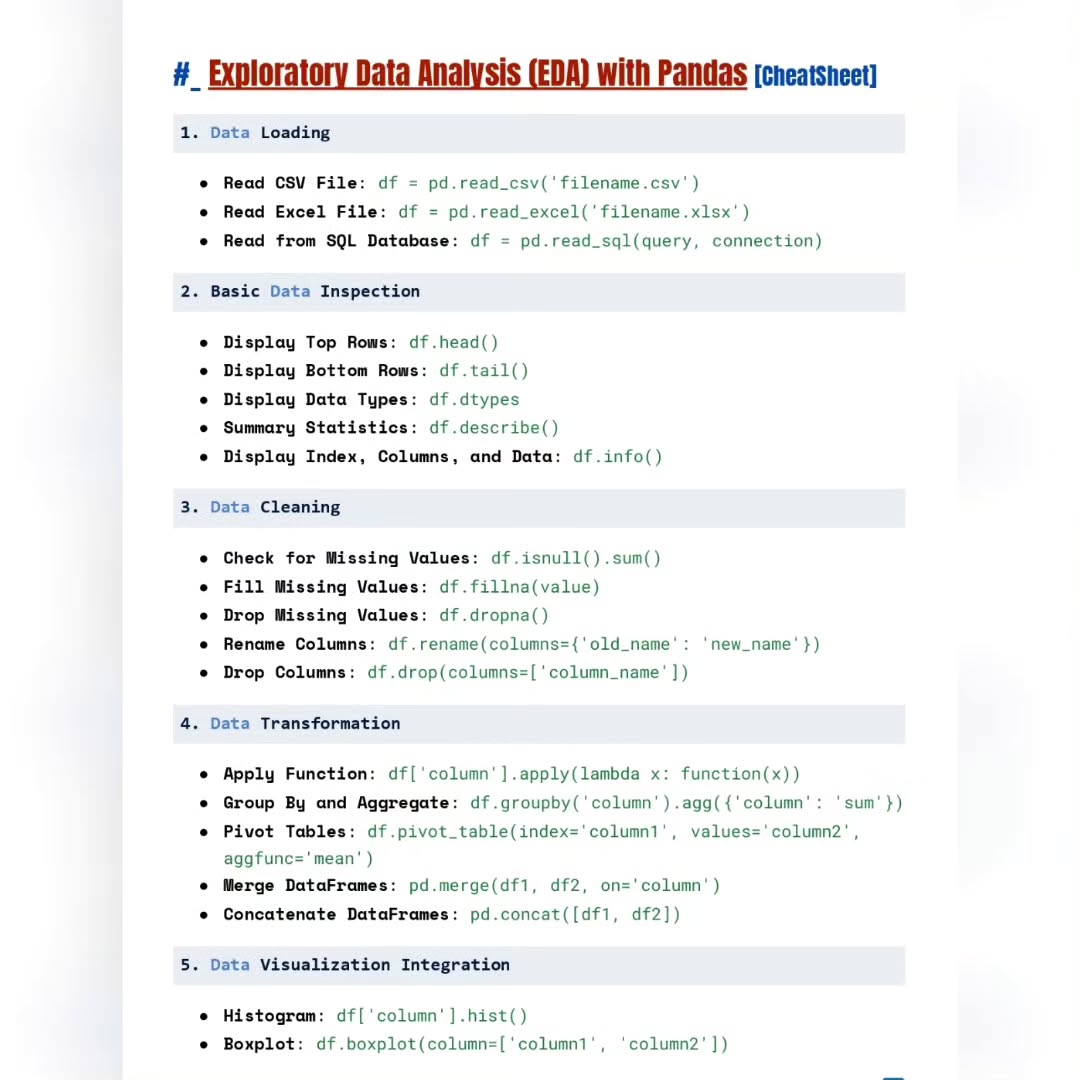 #_ Exploratory Data Analysis (EDA) with Pandas [CheatSheet]
1. Data Loading
● Read CSV File: df = pd.read_csv('filename.csv')
● Read Excel File: df = pd.read_excel('filename.xlsx')
● Read from SQL Database: df = pd.read_sql(query, connection)
2. Basic Data Inspection
● Display Top Rows: df.head()
● Display Bottom Rows: df.tail()
● Display Data Types: df.dtypes
● Summary Statistics: df.describe()
● Display Index, Columns, and Data: df.info()
3. Data Cleaning
● Check for Missing Values: df.isnull().sum()
● Fill Missing Values: df.fillna(value)
● Drop Missing Values: df.dropna()
● Rename Columns: df.rename(columns={'old_name': 'new_name'})
● Drop Columns: df.drop(columns=['column_name'])
4. Data Transformation
● Apply Function: df['column'].apply(lambda x: function(x))
● Group By and Aggregate: df.groupby('column').agg({'column': 'sum'})
● Pivot Tables: df.pivot_table(index='column1', values='column2',
aggfunc='mean')
● Merge DataFrames: pd.merge(df1, df2, on='column')
● Concatenate DataFrames: pd.concat([df1, df2])
5. Data Visualization Integration
● Histogram: df['column'].hist()
● Boxplot: df.boxplot(column=['column1', 'column2'])